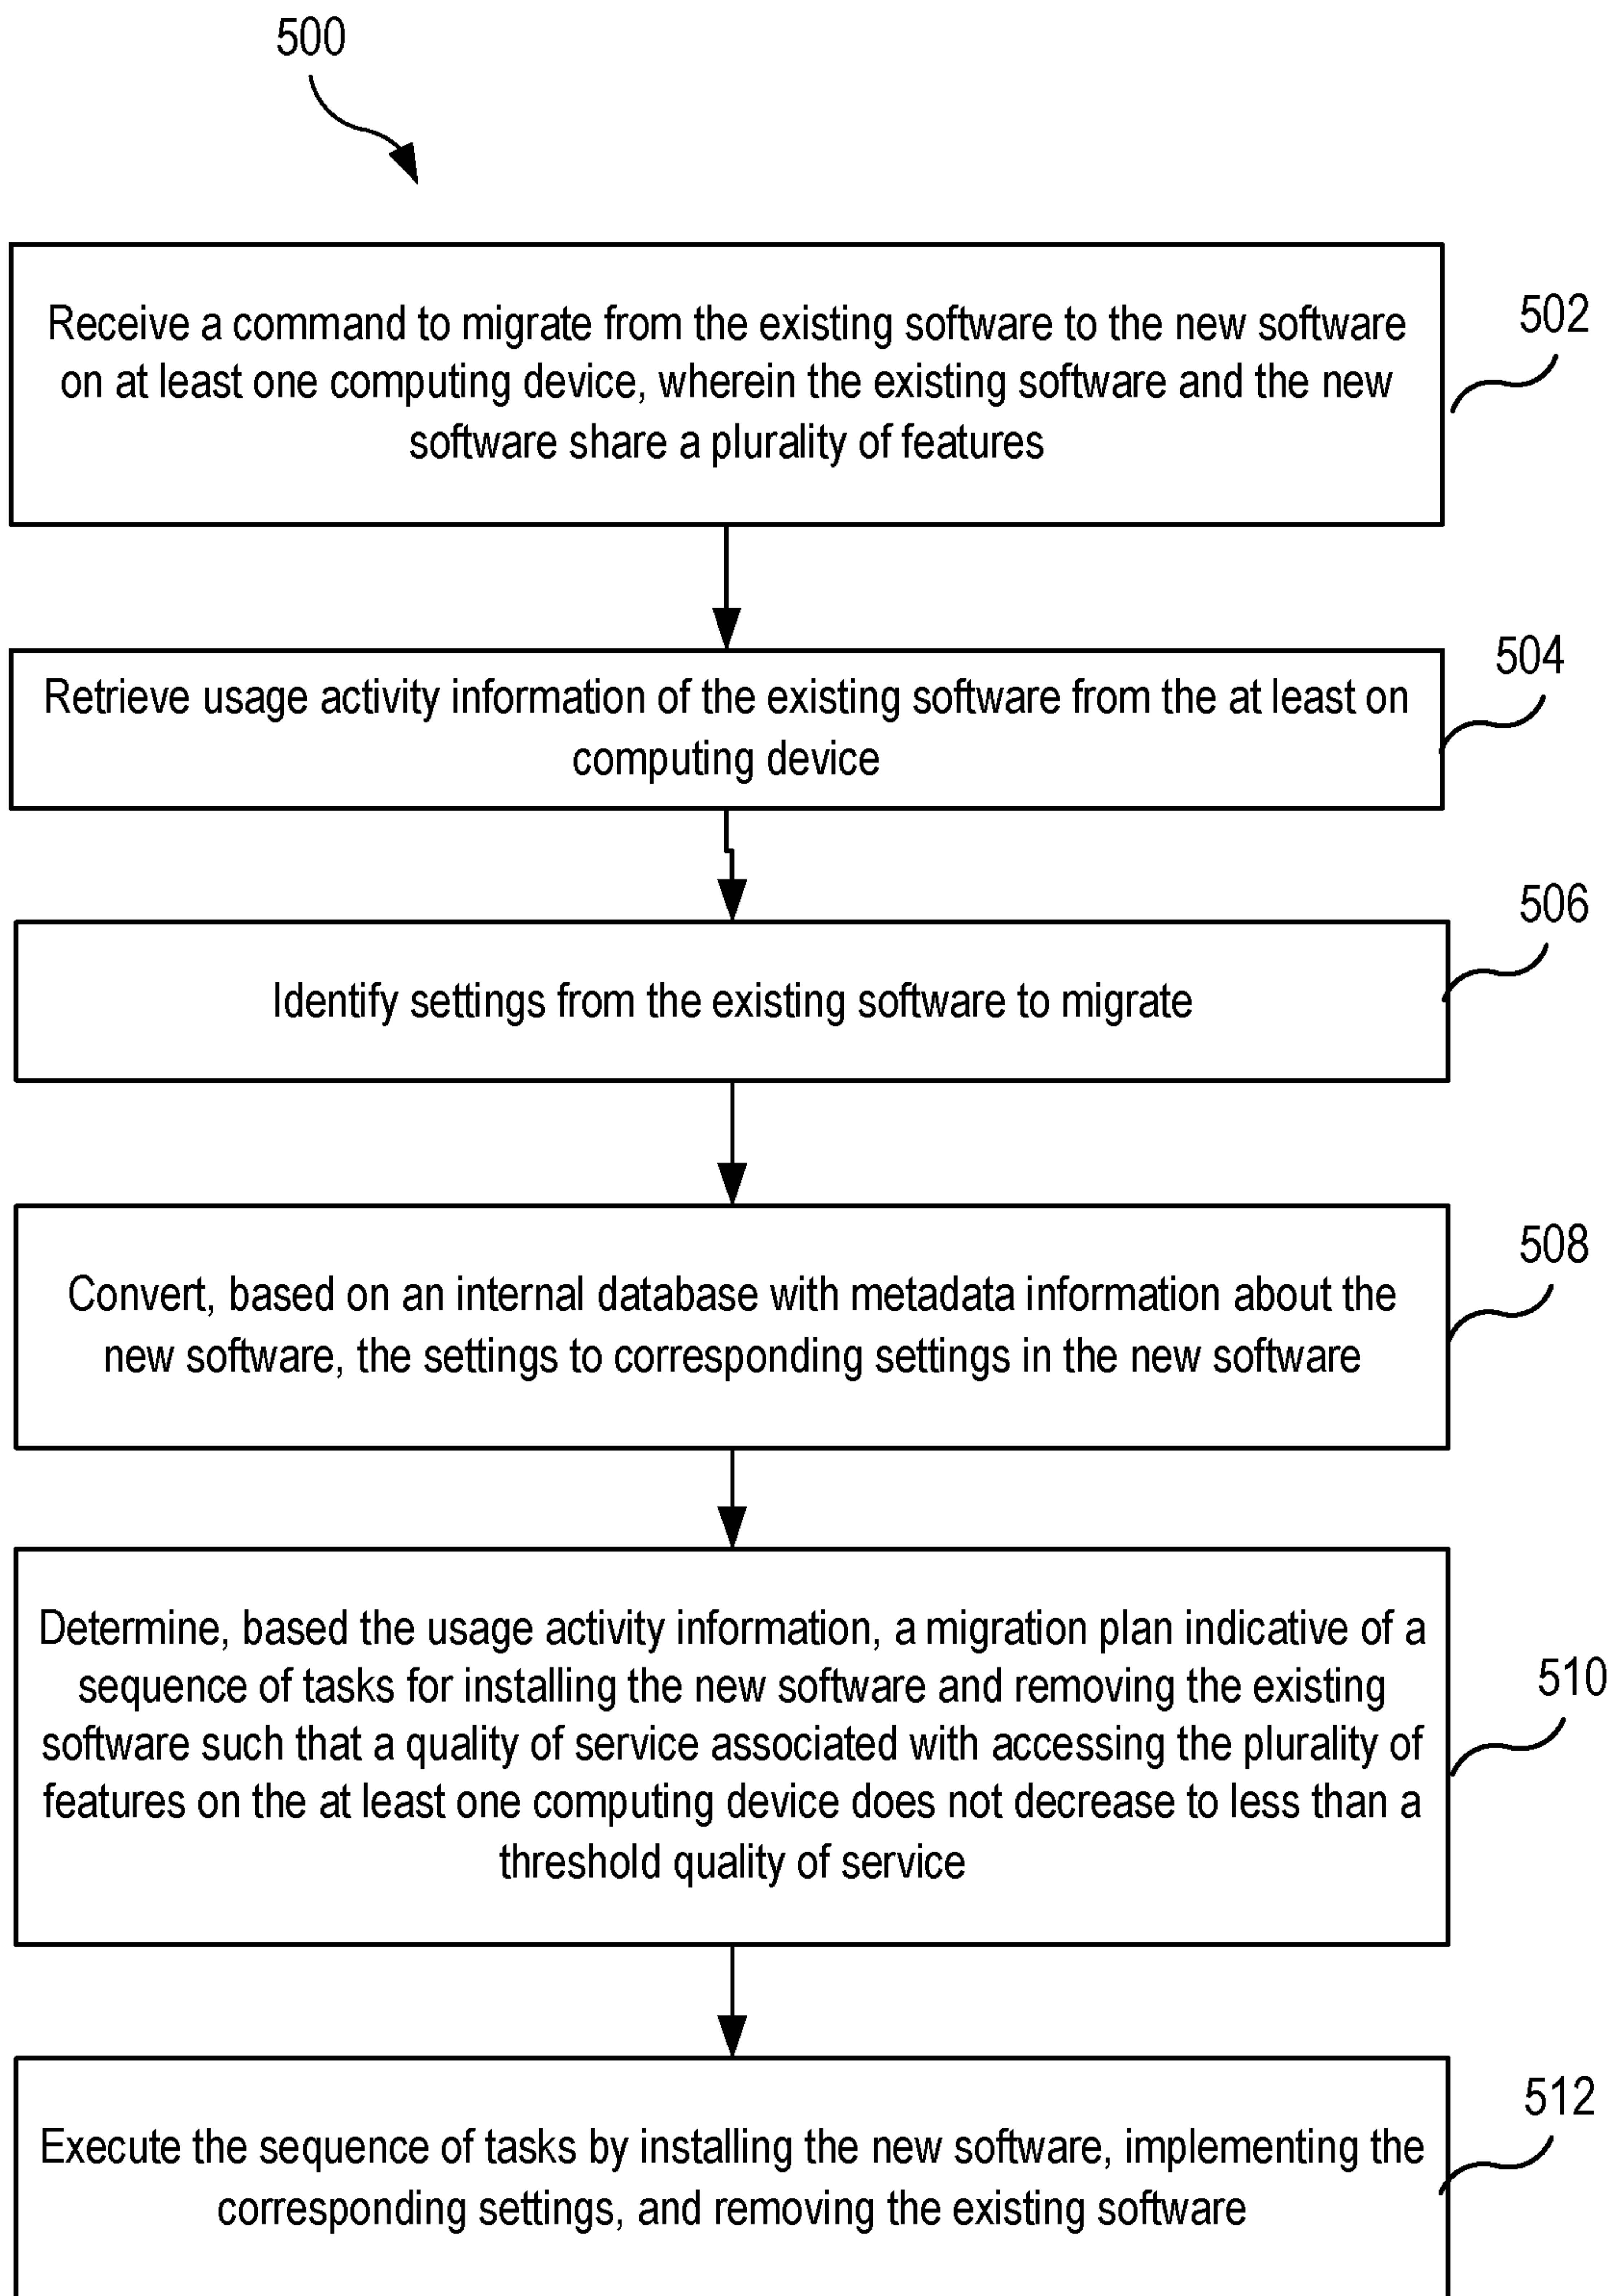 500
Receive a command to migrate from the existing software to the new software
on at least one computing device, wherein the existing software and the new
software share a plurality of features
502
Retrieve usage activity information of the existing software from the at least on
computing device
504
Identify settings from the existing software to migrate
506
Convert, based on an internal database with metadata information about the
new software, the settings to corresponding settings in the new software
508
Determine, based the usage activity information, a migration plan indicative of a
sequence of tasks for installing the new software and removing the existing
software such that a quality of service associated with accessing the plurality of
features on the at least one computing device does not decrease to less than a
threshold quality of service
510
Execute the sequence of tasks by installing the new software, implementing the
corresponding settings, and removing the existing software
512